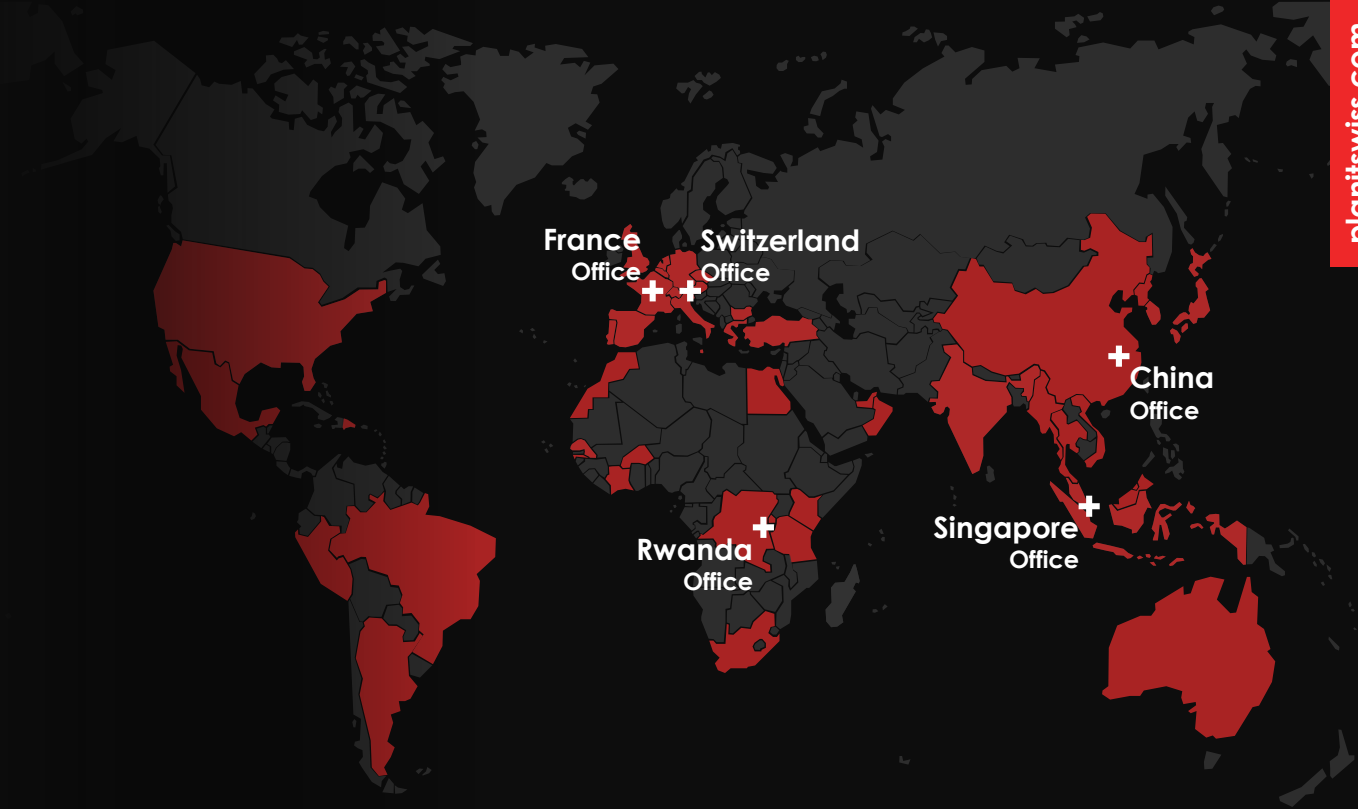 planitswiss.com
France
Office
Switzerland
Office
China
Office
Singapore
Office
Rwanda
Office